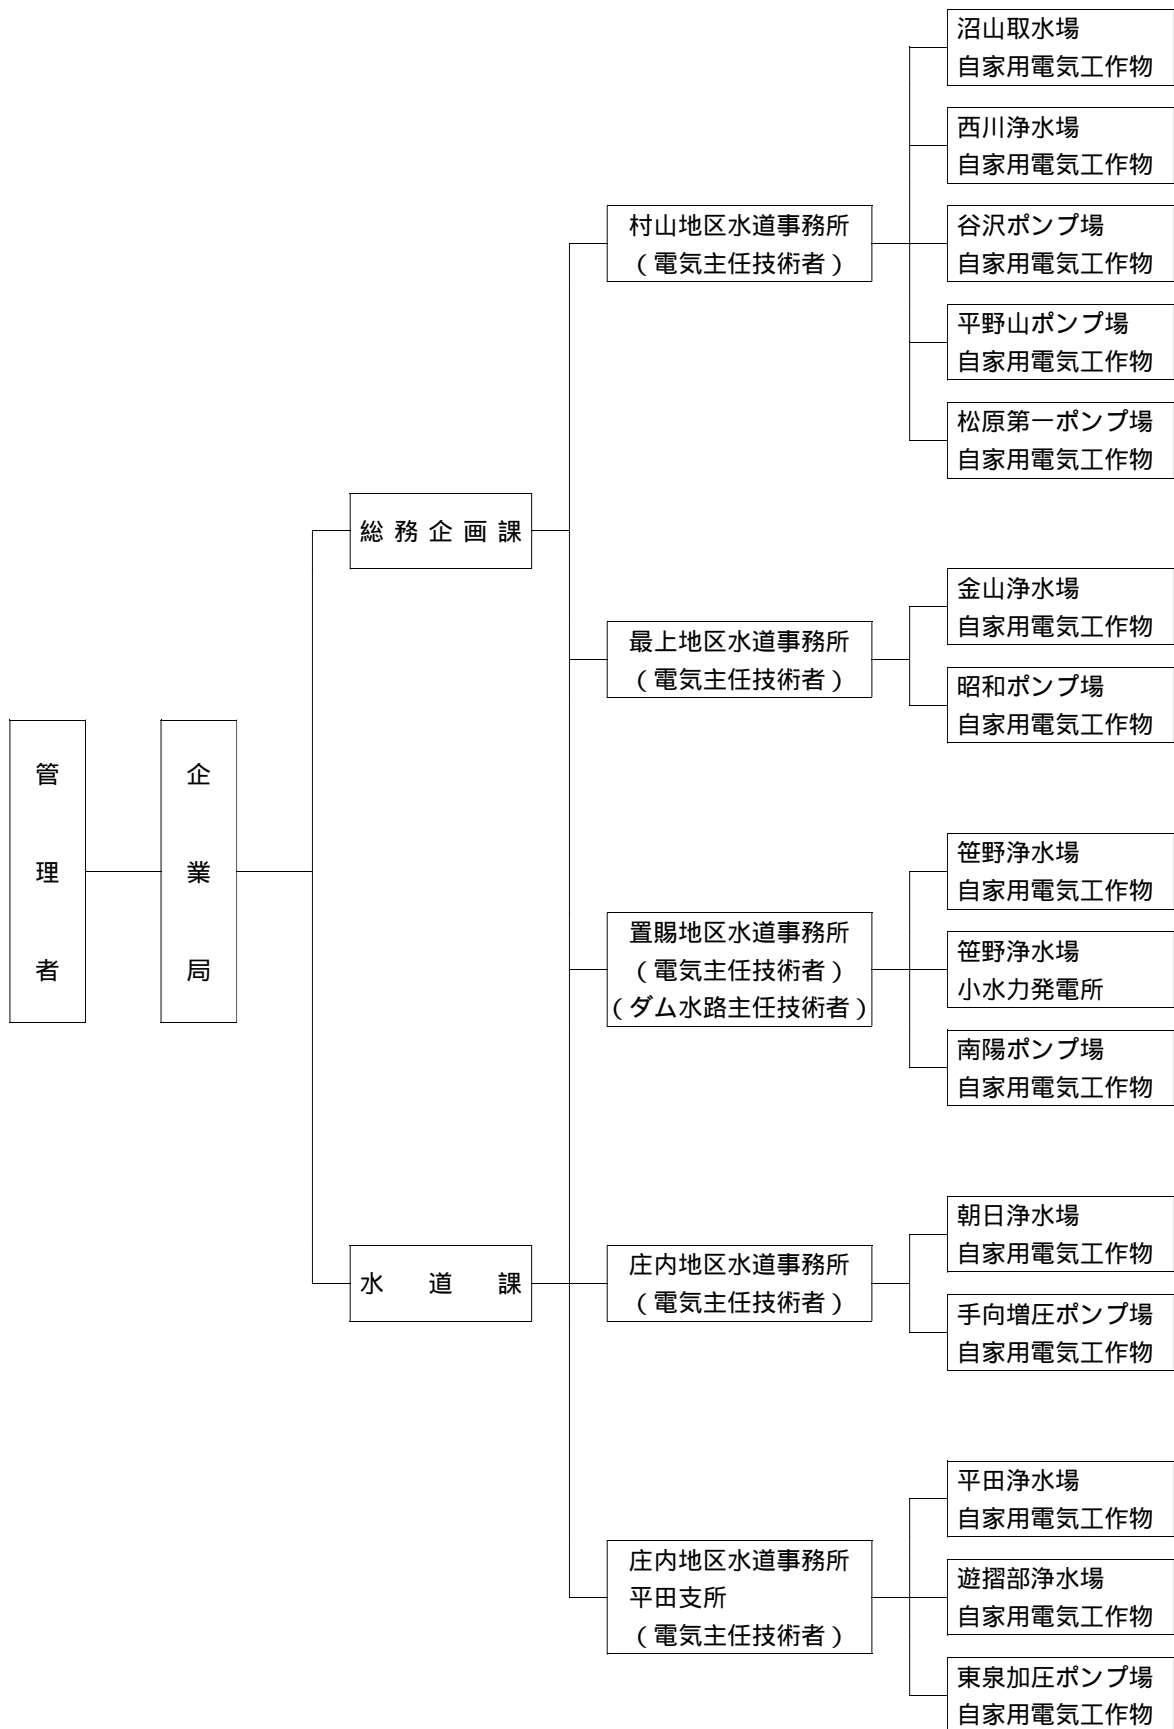 管理者
企業局
総務企画課
水道課
村山地区水道事務所
（電気主任技術者）
沼山取水場
自家用電気工作物
西川浄水場
自家用電気工作物
谷沢ポンプ場
自家用電気工作物
平野山ポンプ場
自家用電気工作物
松原第一ポンプ場
自家用電気工作物
最上地区水道事務所
（電気主任技術者）
金山浄水場
自家用電気工作物
昭和ポンプ場
自家用電気工作物
置賜地区水道事務所
（電気主任技術者）
（ダム水路主任技術者）
笹野浄水場
自家用電気工作物
笹野浄水場
小水力発電所
南陽ポンプ場
自家用電気工作物
庄内地区水道事務所
（電気主任技術者）
朝日浄水場
自家用電気工作物
手向増圧ポンプ場
自家用電気工作物
庄内地区水道事務所
平田支所
（電気主任技術者）
平田浄水場
自家用電気工作物
遊摺部浄水場
自家用電気工作物
東泉加圧ポンプ場
自家用電気工作物